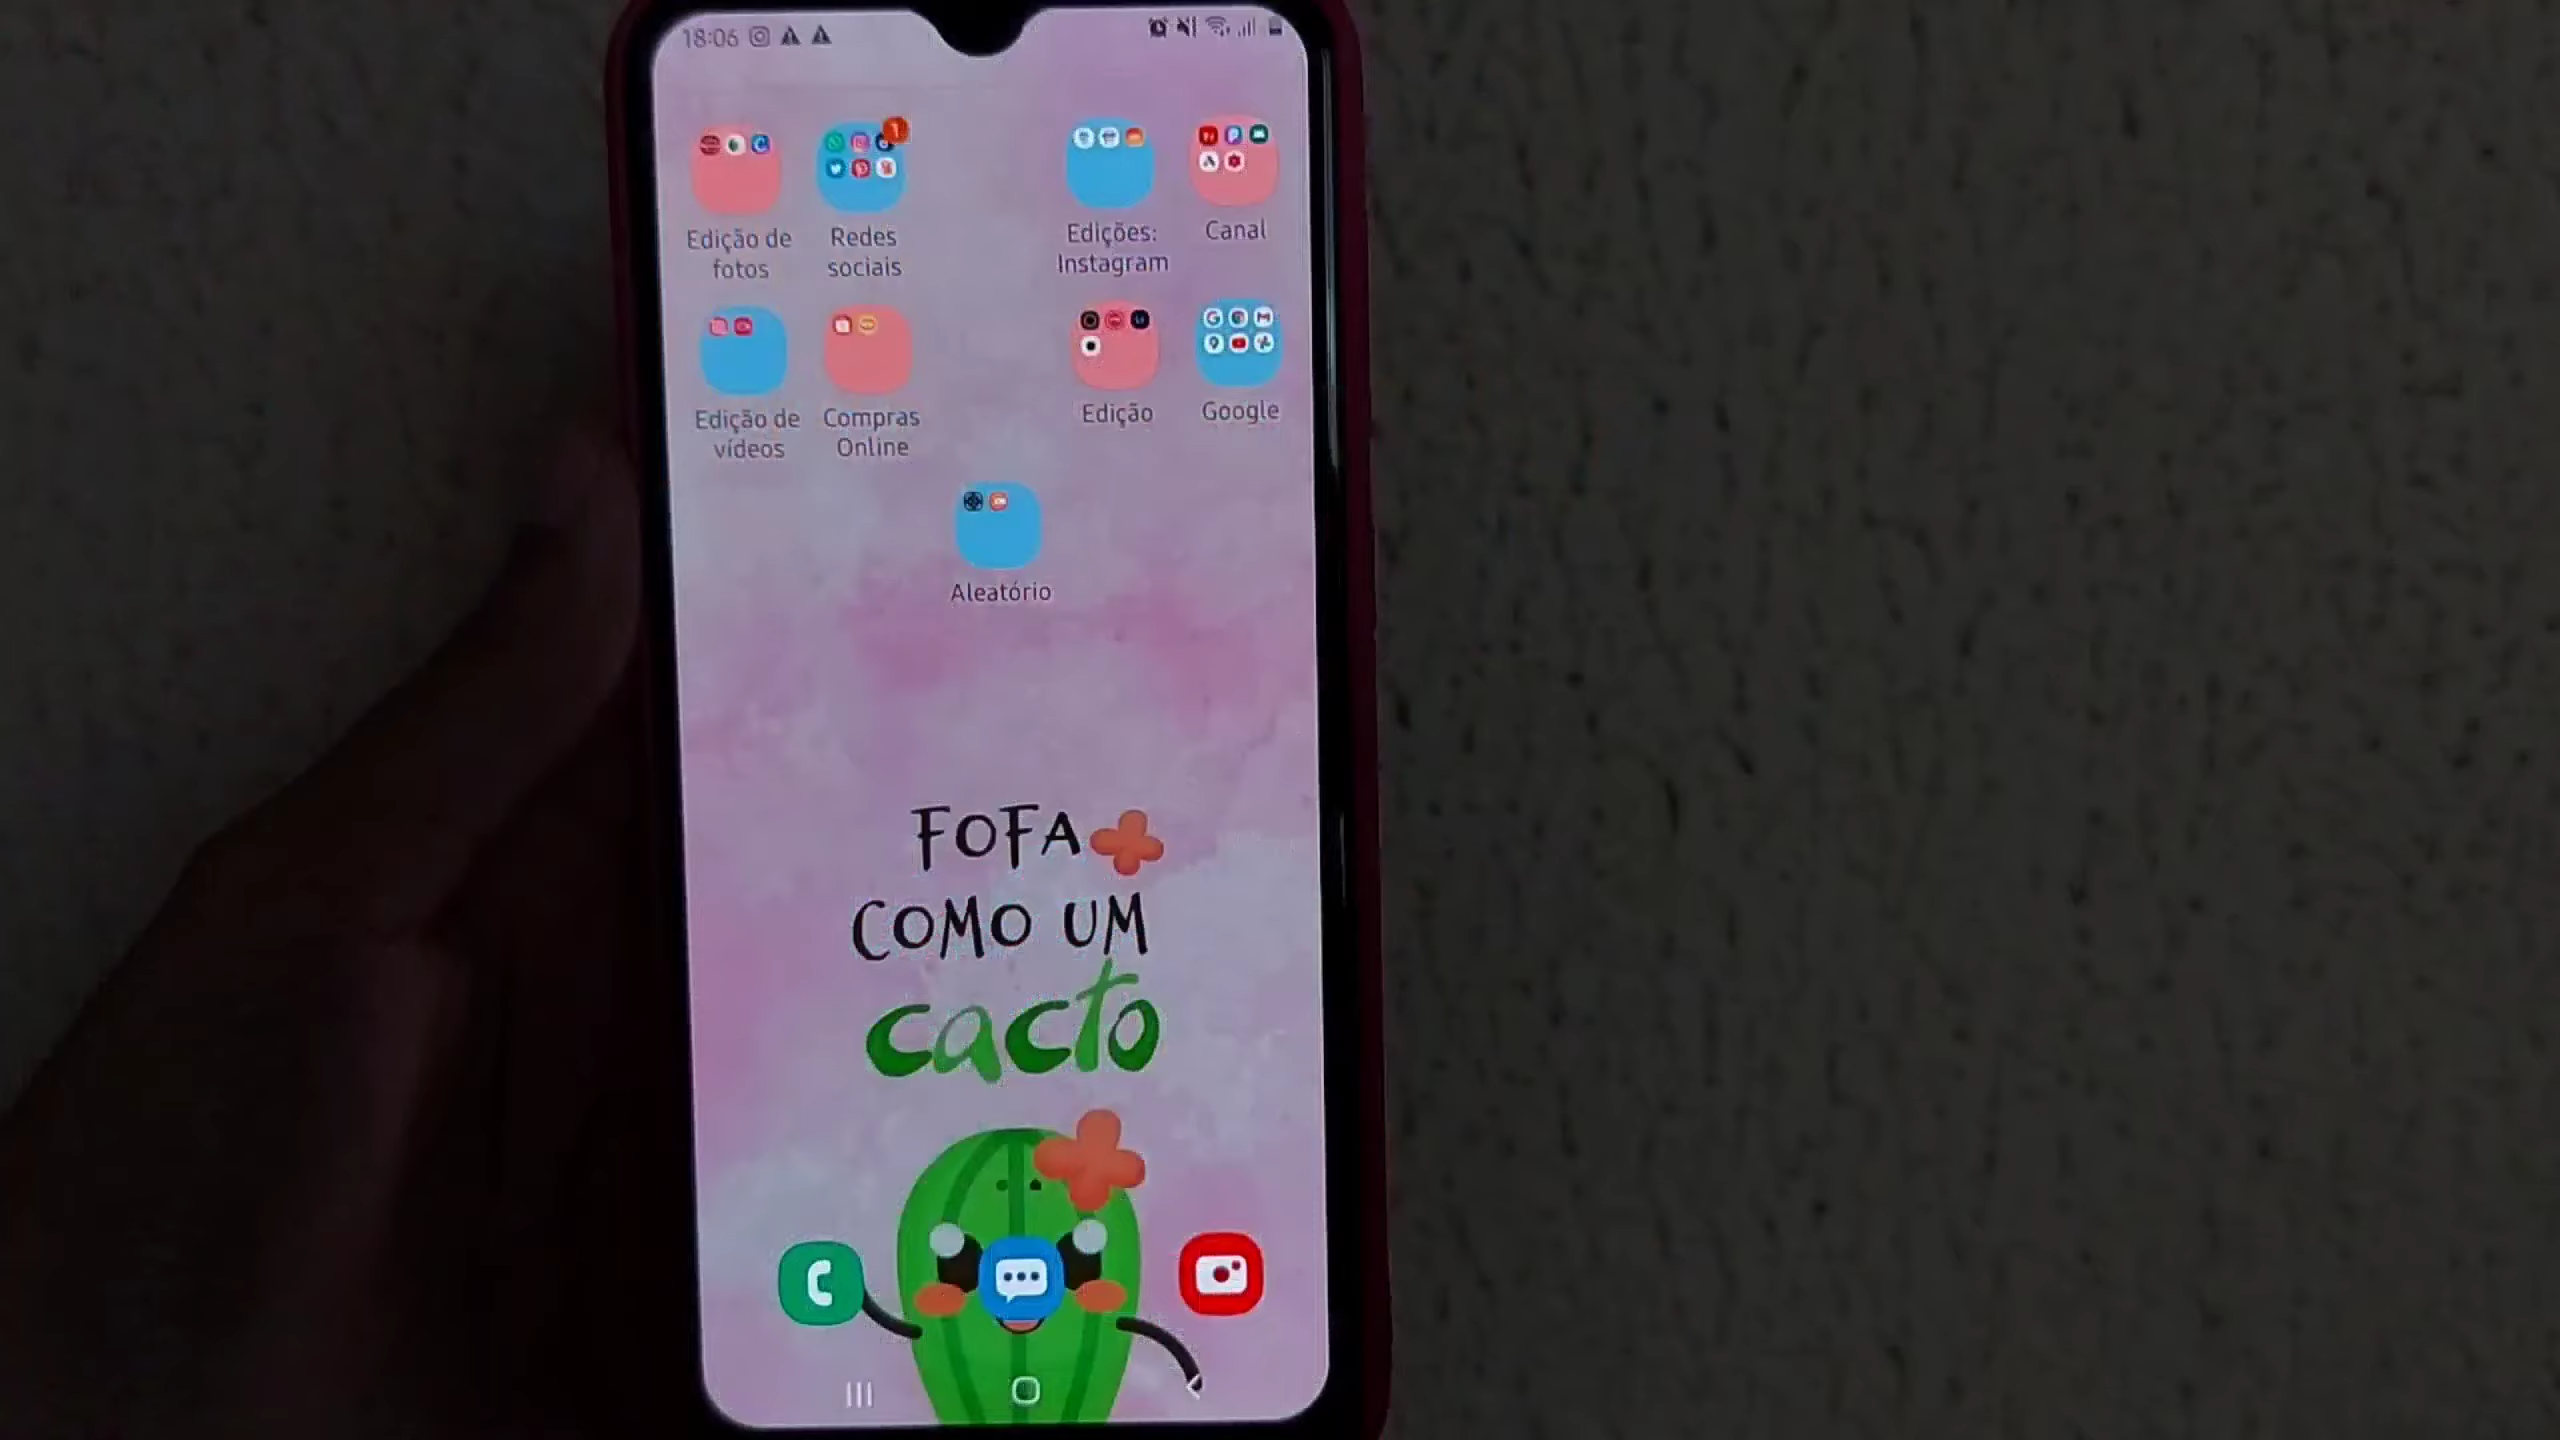 18:06
Edição de
fotos
Redes
sociais
1
Edições:
Instagram
Canal
Edição de
vídeos
Compras
Online
Edição
Google
Aleatório
FOFA
COMO UM
cacto